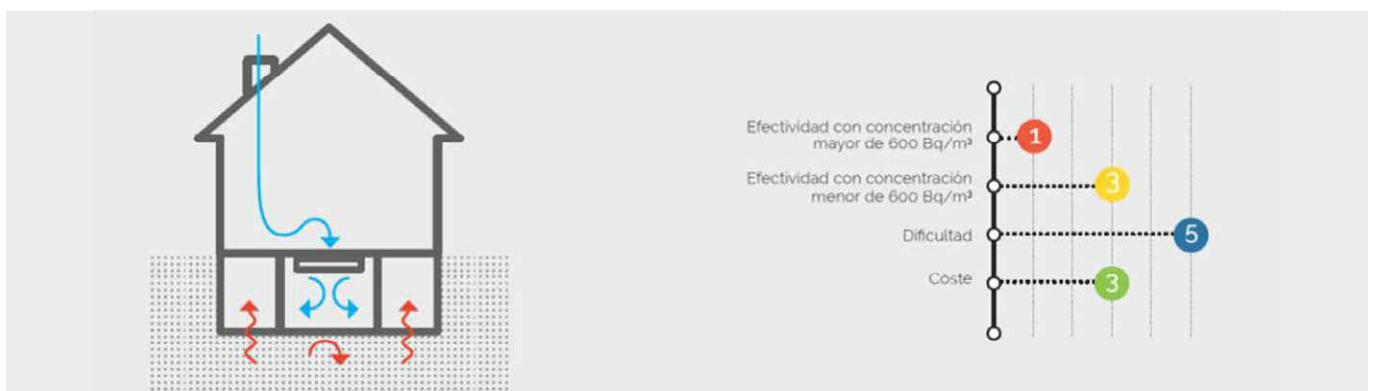 Efectividad con concentración
mayor de 600 Bq/m³
1
Efectividad con concentración
menor de 600 Bq/m³
3
Dificultad
5
Coste
3